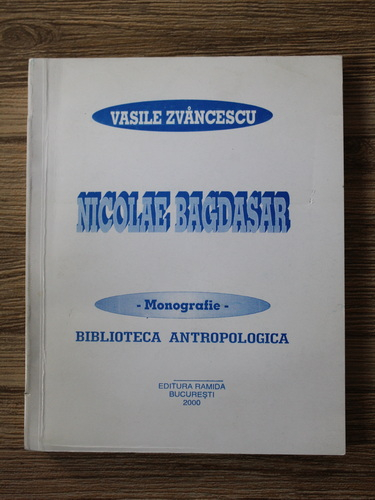 VASILE ZVÂNCESCU
NICOLAE BAGDASAR
- Monografie -
BIBLIOTECA ANTROPOLOGICA
EDITURA RAMIDA
BUCUREȘTI
2000